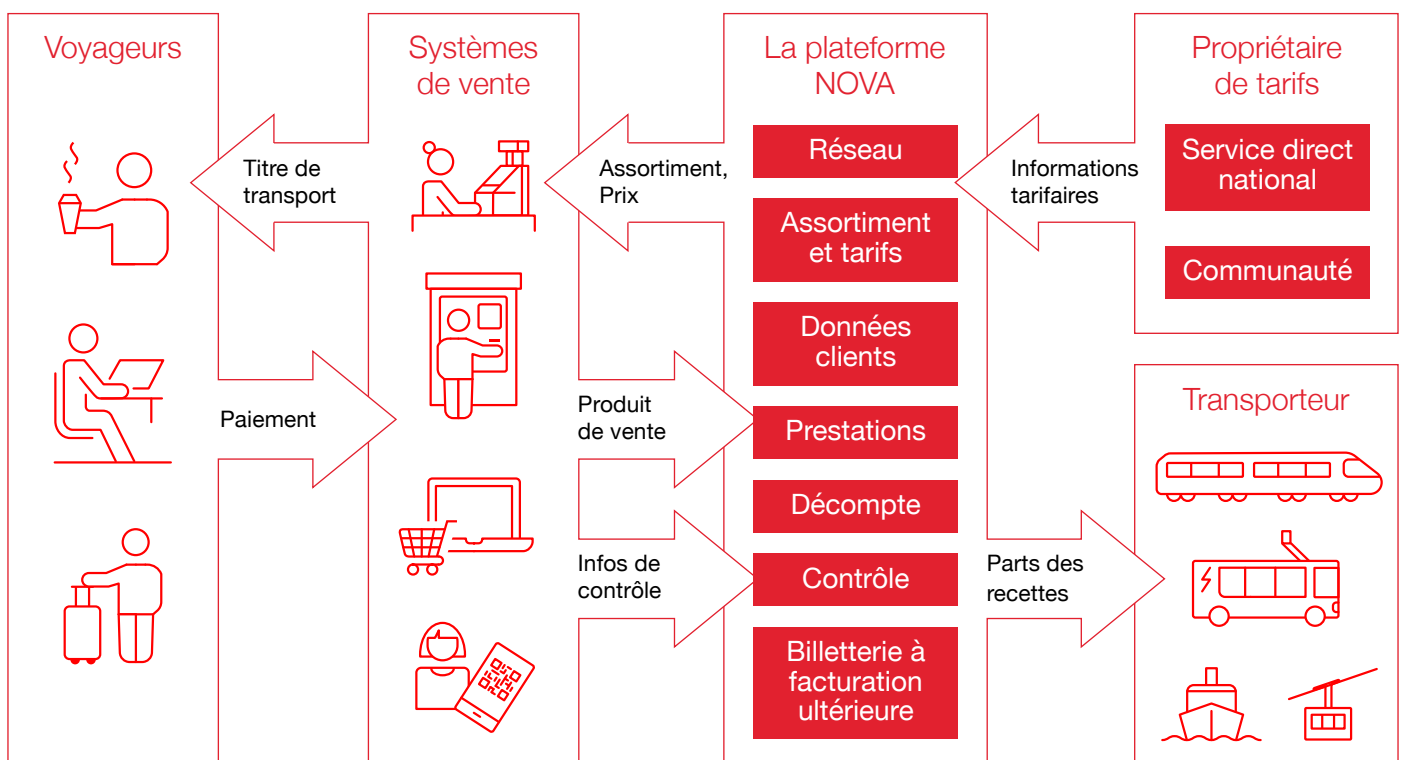 Voyageurs
Systèmes
de vente
La plateforme
NOVA
Propriétaire
de tarifs
Titre de
transport
Assortiment,
Prix
Informations
tarifaires
Réseau
Assortiment
et tarifs
Données
clients
Prestations
Décompte
Contrôle
Billetterie à
facturation
ultérieure
Service direct
national
Communauté
Paiement
Produit
de vente
Infos de
contrôle
Parts des
recettes
Transporteur